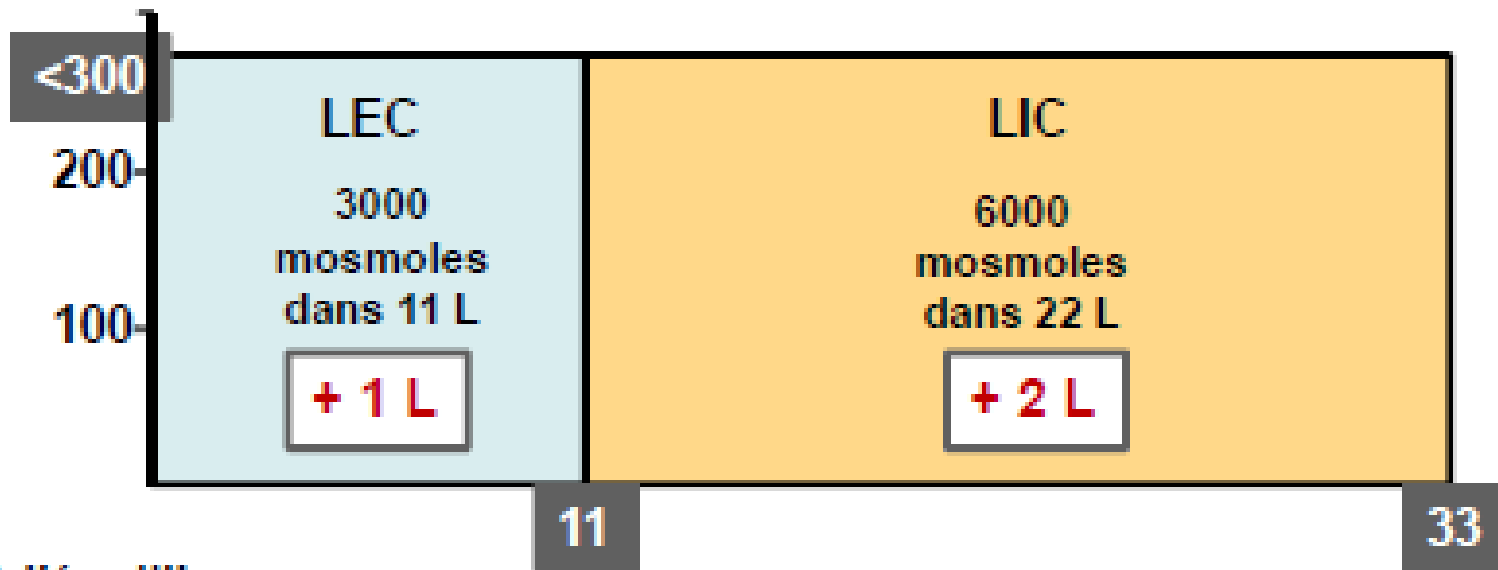 <300
200
100
LEC
3000
mosmoles
dans 11 L
+ 1 L
LIC
6000
mosmoles
dans 22 L
+ 2 L
11
33